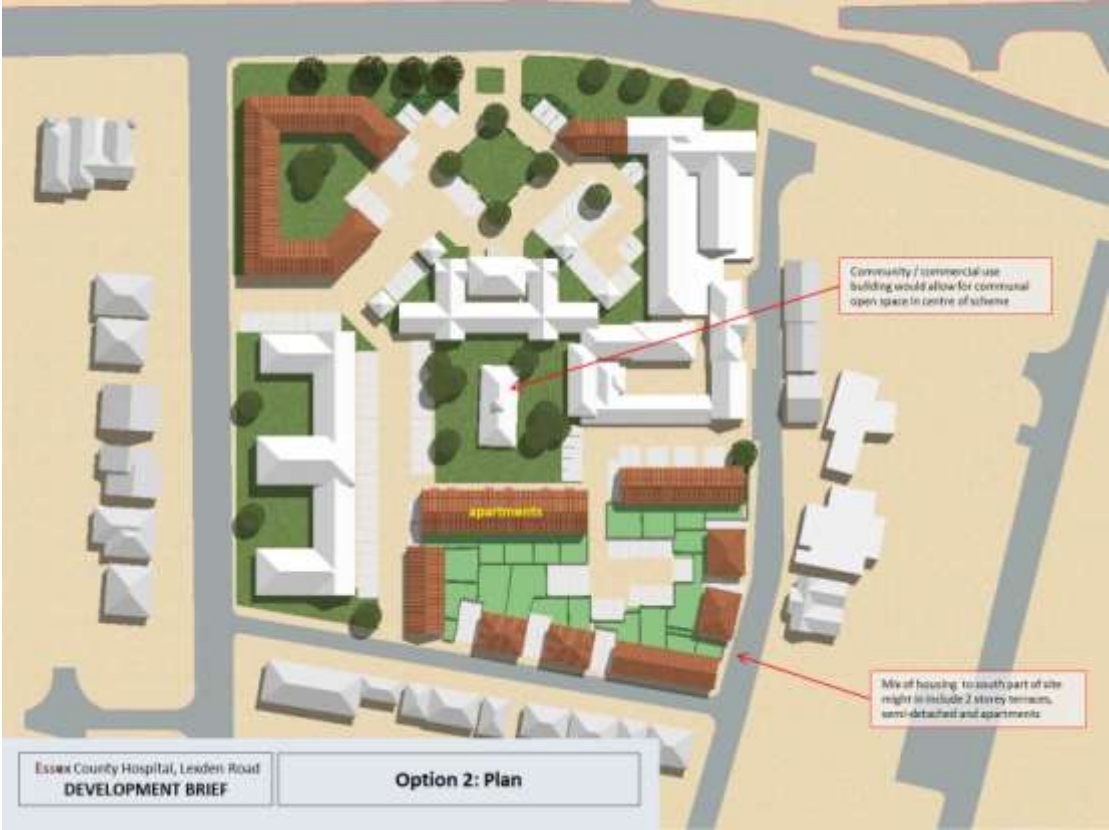 Community / commercial use
building would allow for communal
open space in centre of scheme
apartments
Mix of housing to south part of site
might in include 2 storey terraces,
semi-detached and apartments
Essex County Hospital, Lexden Road
DEVELOPMENT BRIEF
Option 2: Plan